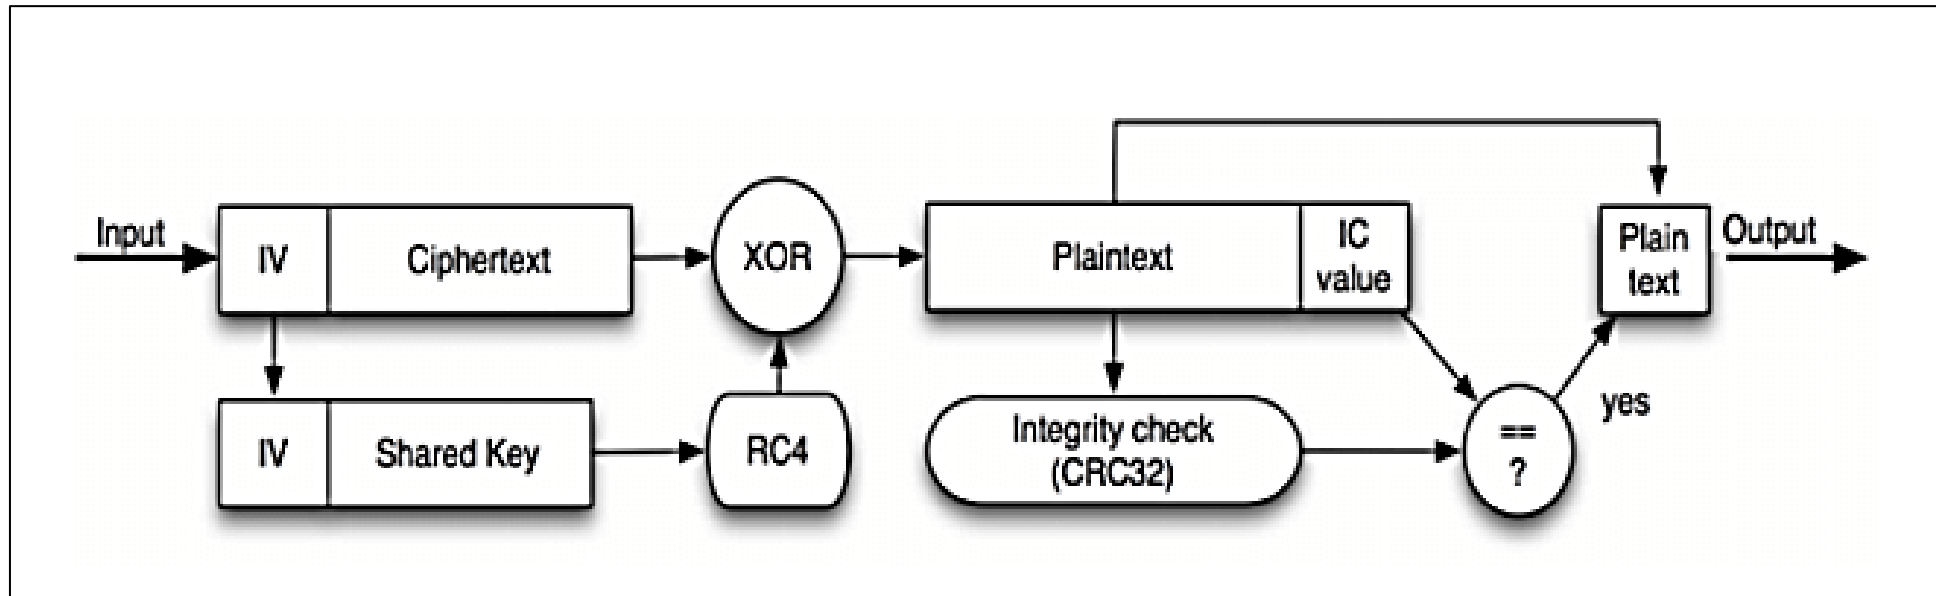 Input
IV
Ciphertext
XOR
Plaintext
IC
value
Plain
text
Output
IV
Shared Key
RC4
Integrity check
(CRC32)
==
?
yes